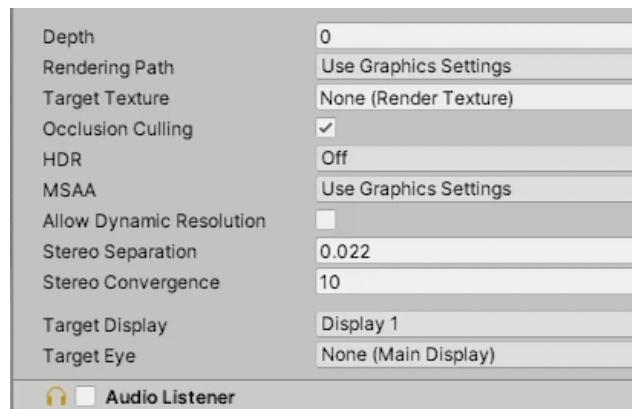 Depth 0
Rendering Path Use Graphics Settings
Target Texture None (Render Texture)
Occlusion Culling
HDR Off
MSAA Use Graphics Settings
Allow Dynamic Resolution
Stereo Separation 0.022
Stereo Convergence 10
Target Display Display 1
Target Eye None (Main Display)
Audio Listener